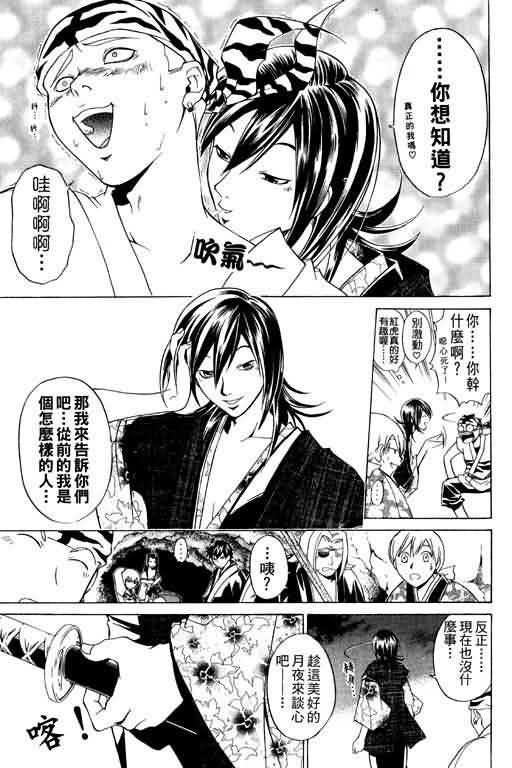 ……你想知道？
真正的我嗎♡
抖、
抖、
哇啊啊啊…
吹氣～～
你……你幹
什麼啊？
噁心死了—
別激動♡
紅虎真的好
有趣喔……
那我來告訴你們
吧…從前的我是
個怎麼樣的人…
…咦？
反正……
現在也沒什
麼事…
轉身…
趁這美好的
月夜來談心
吧…
喀！